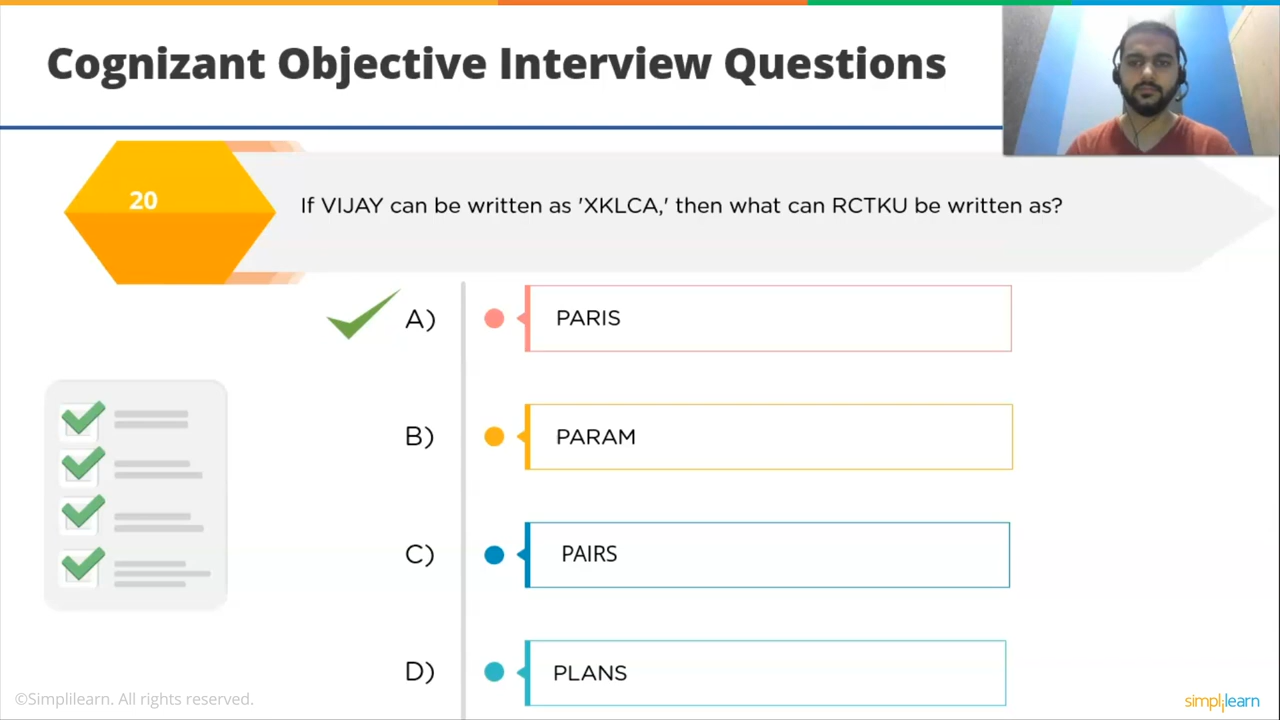 Cognizant Objective Interview Questions
20
If VIJAY can be written as 'XKLCA,' then what can RCTKU be written as?
A)
PARIS
B)
PARAM
C)
PAIRS
D)
PLANS
©Simplilearn. All rights reserved.
simplilearn